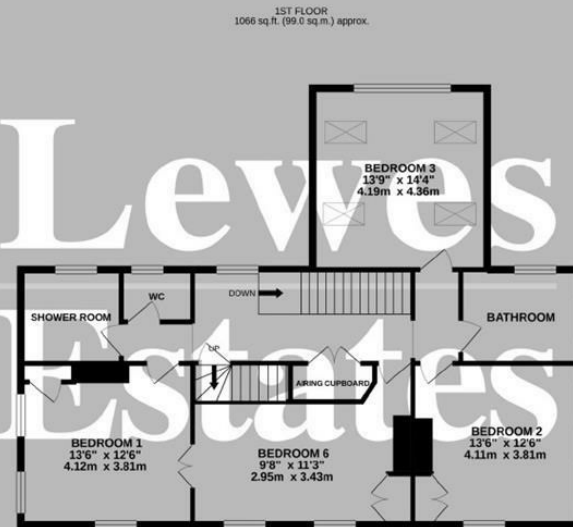 1ST FLOOR
1066 sq.ft. (99.0 sq.m.) approx.
Lewes
Estates
BEDROOM 3
13'9" x 14'4"
4.19m x 4.36m
DOWN
WC
SHOWER ROOM
BATHROOM
UP
AIRING CUPBOARD
BEDROOM 1
13'6" x 12'6"
4.12m x 3.81m
BEDROOM 6
9'8" x 11'3"
2.95m x 3.43m
BEDROOM 2
13'6" x 12'6"
4.11m x 3.81m